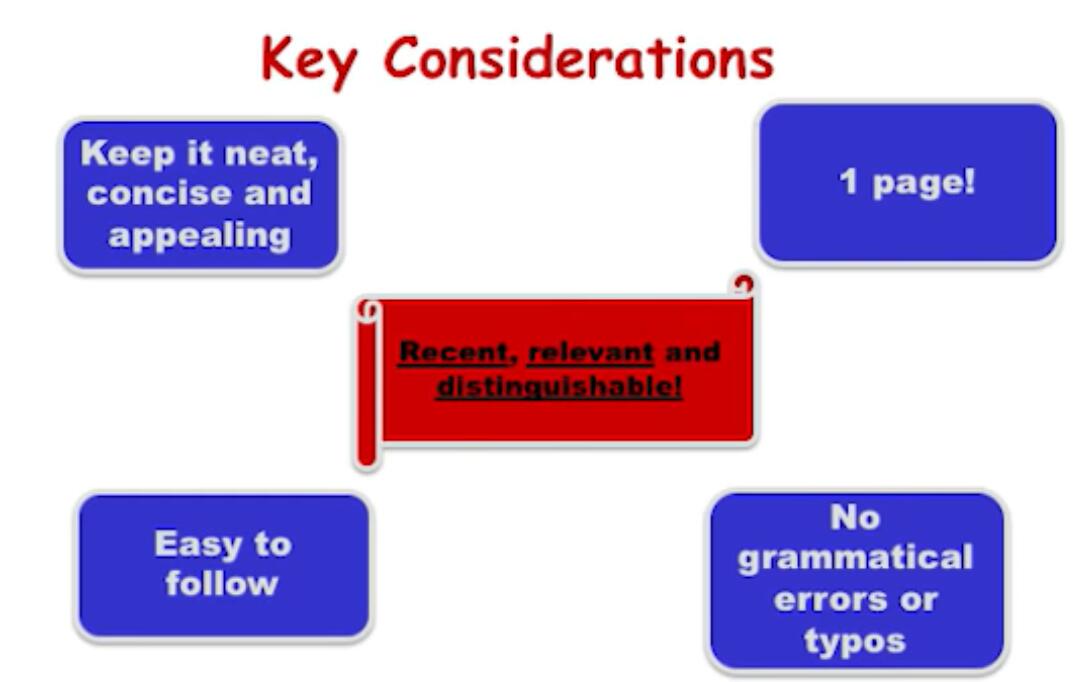 Key Considerations
Keep it neat,
concise and
appealing
1 page!
Recent, relevant and
distinguishable!
Easy to
follow
No
grammatical
errors or
typos